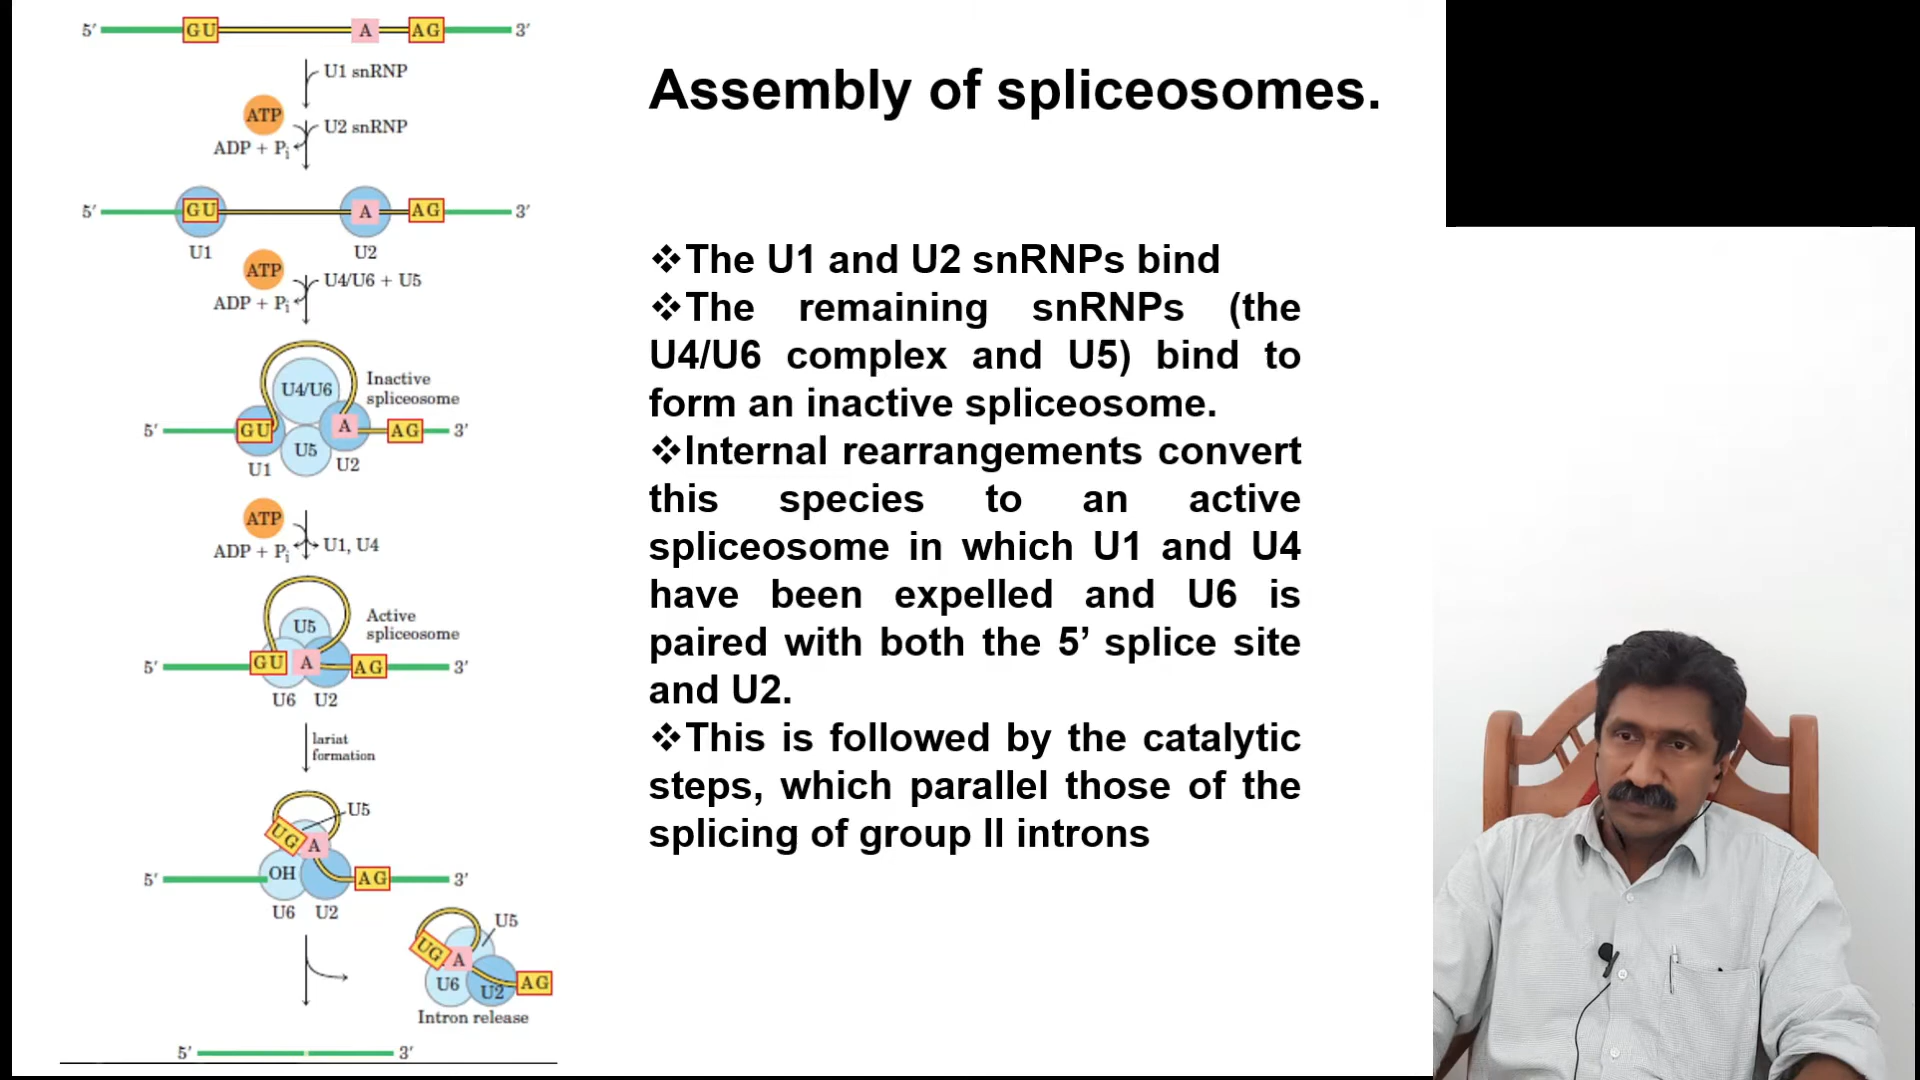 5′ GU A AG 3′
U1 snRNP
ATP
U2 snRNP
ADP + Pi
5′ GU A AG 3′
U1 U2
ATP
U4/U6 + U5
ADP + Pi
U4/U6
Inactive
spliceosome
5′ GU A AG 3′
U5
U1 U2
ATP
ADP + Pi
U1, U4
U5
Active
spliceosome
5′ GU A AG 3′
U6 U2
lariat
formation
U5
UG A
5′ OH AG 3′
U6 U2
U5
UG A
U6 U2 AG
Intron release
5′ 3′
Assembly of spliceosomes.
❖The U1 and U2 snRNPs bind
❖The remaining snRNPs (the
U4/U6 complex and U5) bind to
form an inactive spliceosome.
❖Internal rearrangements convert
this species to an active
spliceosome in which U1 and U4
have been expelled and U6 is
paired with both the 5’ splice site
and U2.
❖This is followed by the catalytic
steps, which parallel those of the
splicing of group II introns